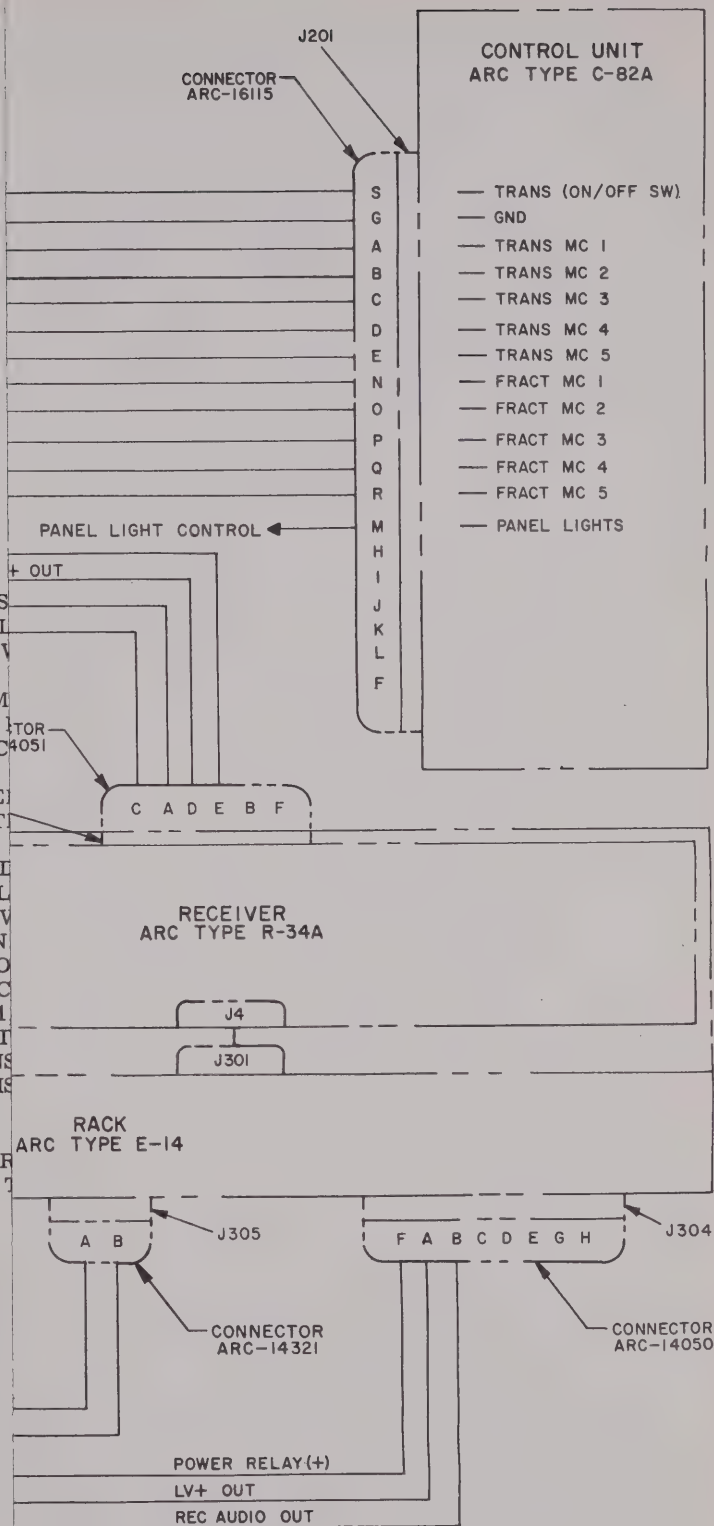 J201
CONTROL UNIT
ARC TYPE C-82A
CONNECTOR
ARC-16115
S — TRANS (ON/OFF SW)
G — GND
A — TRANS MC 1
B — TRANS MC 2
C — TRANS MC 3
D — TRANS MC 4
E — TRANS MC 5
N — FRACT MC 1
O — FRACT MC 2
P — FRACT MC 3
Q — FRACT MC 4
R — FRACT MC 5
PANEL LIGHT CONTROL M — PANEL LIGHTS
H
I
J
K
L
F
+ OUT
TOR
4051
C A D E B F
RECEIVER
ARC TYPE R-34A
J4
J301
RACK
ARC TYPE E-14
J305
J304
A B
F A B C D E G H
CONNECTOR
ARC-14321
CONNECTOR
ARC-14050
POWER RELAY (+)
LV+ OUT
REC AUDIO OUT